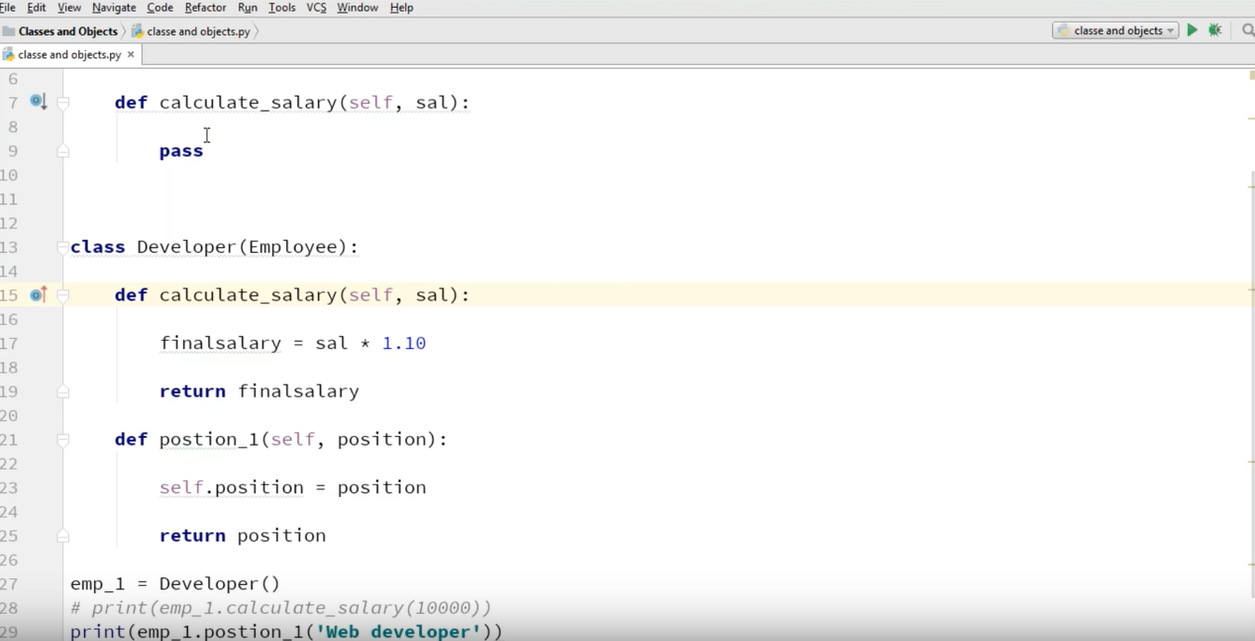 File Edit View Navigate Code Refactor Run Tools VCS Window Help
Classes and Objects classe and objects.py classe and objects
classe and objects.py ×
6
7 def calculate_salary(self, sal):
8
9 pass
10
11
12
13 class Developer(Employee):
14
15 def calculate_salary(self, sal):
16
17 finalsalary = sal * 1.10
18
19 return finalsalary
20
21 def postion_1(self, position):
22
23 self.position = position
24
25 return position
26
27 emp_1 = Developer()
28 # print(emp_1.calculate_salary(10000))
29 print(emp_1.postion_1('Web developer'))